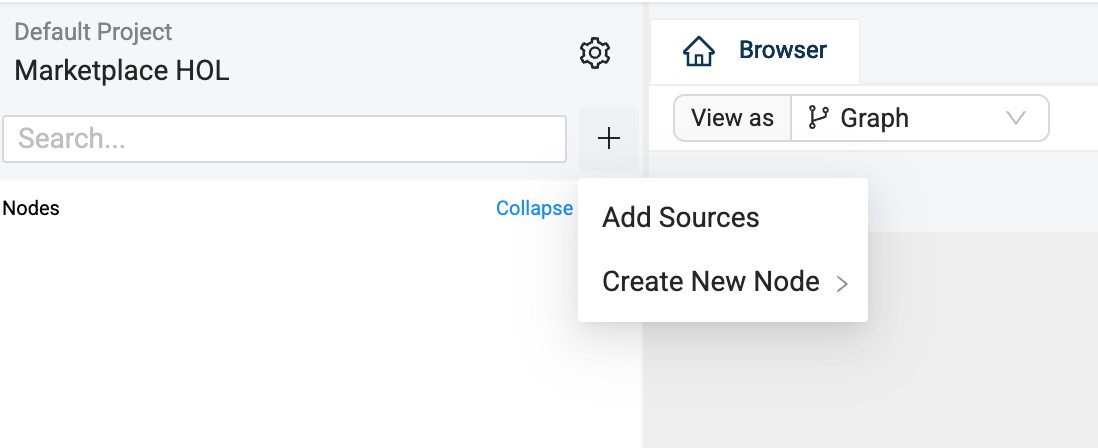 Default Project
Marketplace HOL
Search...
Nodes
Collapse
Browser
View as
Graph
Add Sources
Create New Node